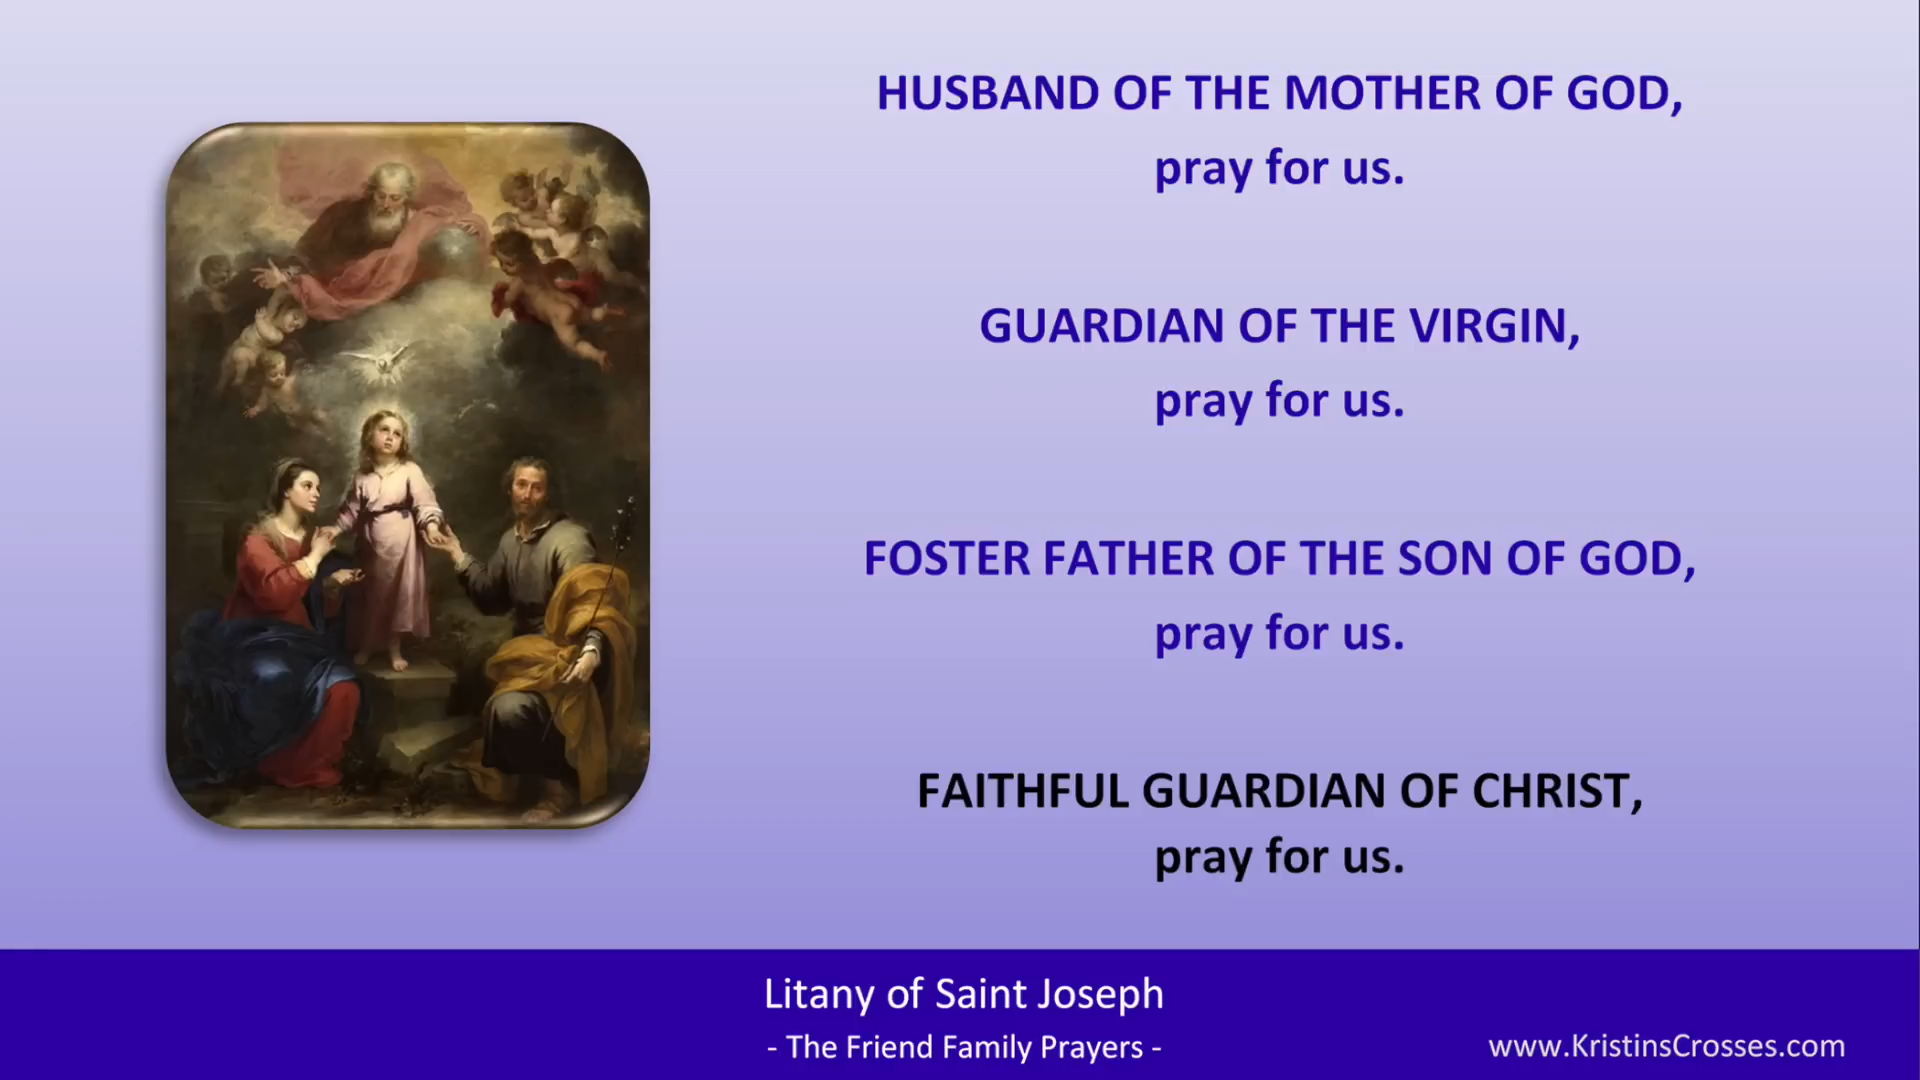 HUSBAND OF THE MOTHER OF GOD,
pray for us.
GUARDIAN OF THE VIRGIN,
pray for us.
FOSTER FATHER OF THE SON OF GOD,
pray for us.
FAITHFUL GUARDIAN OF CHRIST,
pray for us.
Litany of Saint Joseph
- The Friend Family Prayers -
www.KristinsCrosses.com